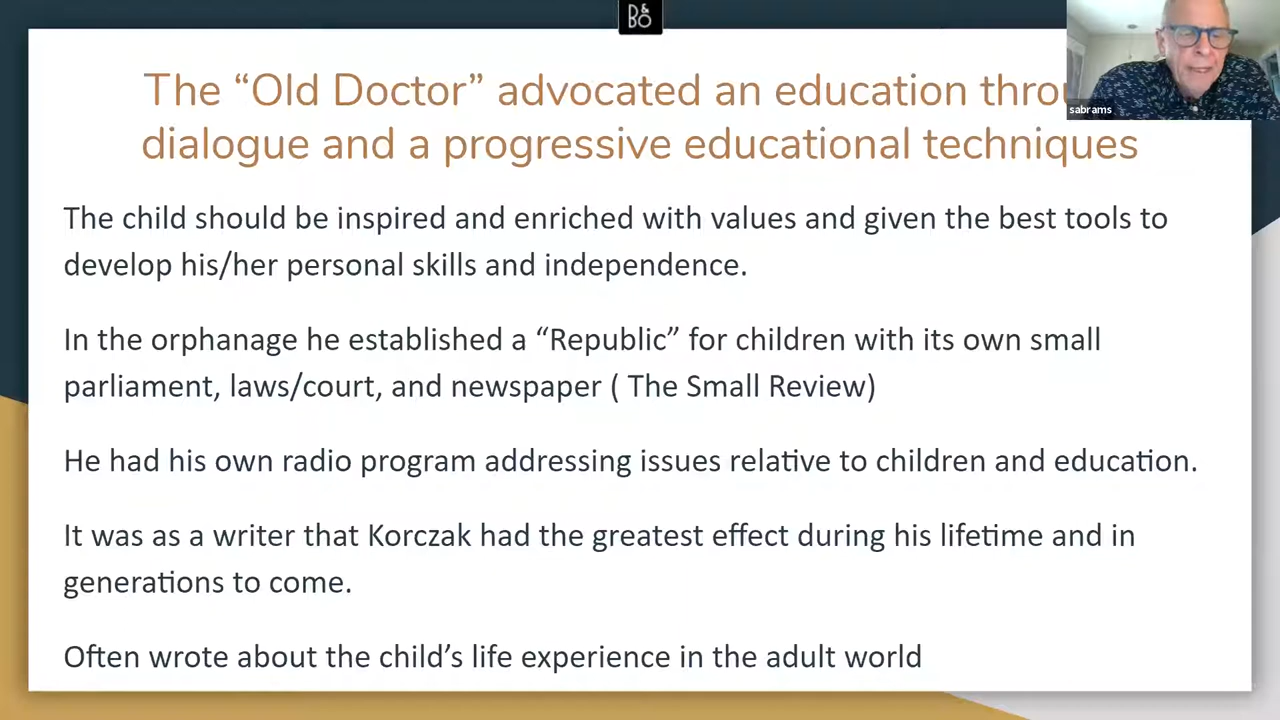 B&O
The “Old Doctor” advocated an education
dialogue and a progressive educational techniques
sabrams
The child should be inspired and enriched with values and given the best tools to
develop his/her personal skills and independence.
In the orphanage he established a “Republic” for children with its own small
parliament, laws/court, and newspaper ( The Small Review)
He had his own radio program addressing issues relative to children and education.
It was as a writer that Korczak had the greatest effect during his lifetime and in
generations to come.
Often wrote about the child’s life experience in the adult world